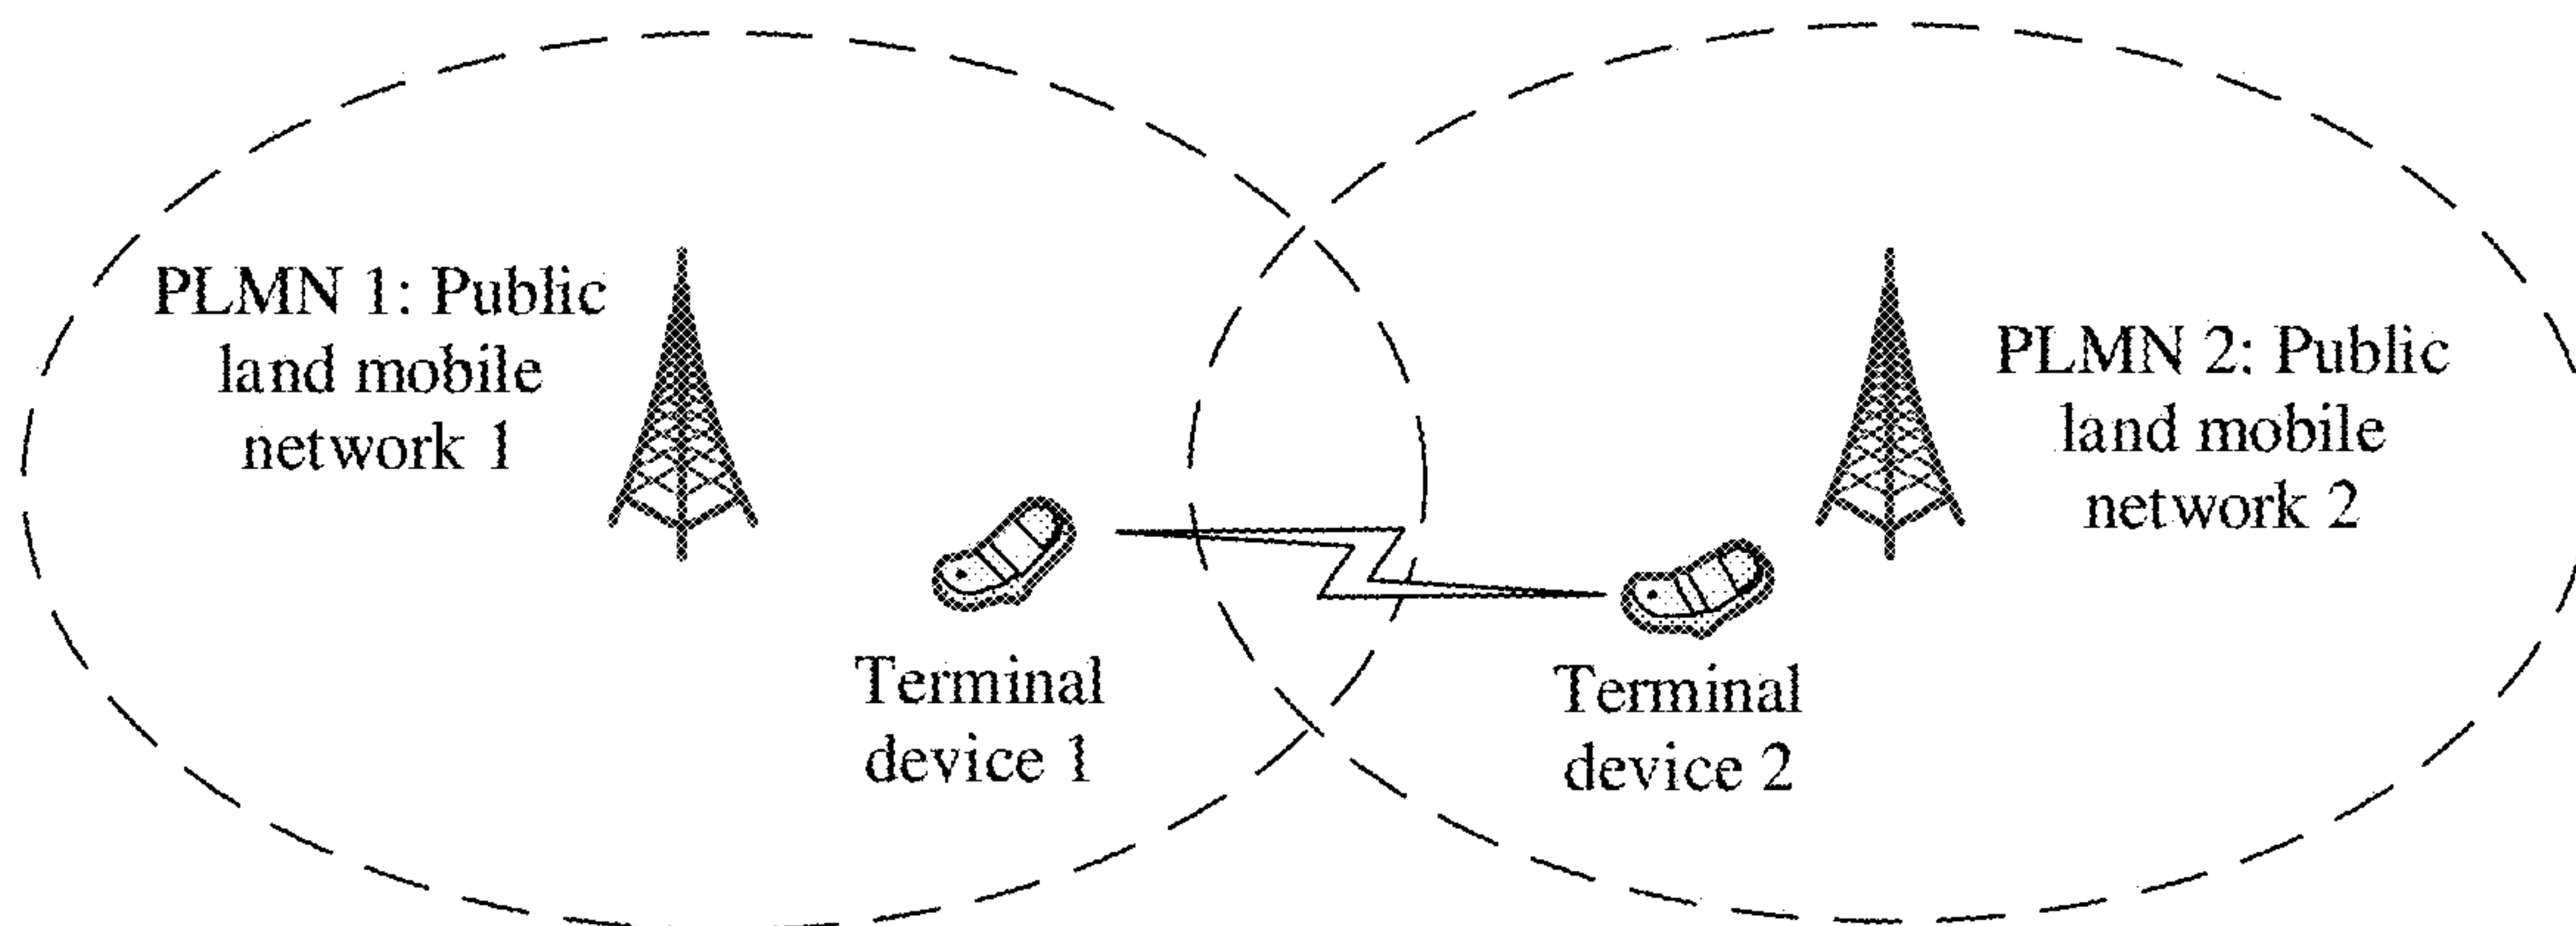 PLMN 1: Public
land mobile
network 1
PLMN 2: Public
land mobile
network 2
Terminal
device 1
Terminal
device 2